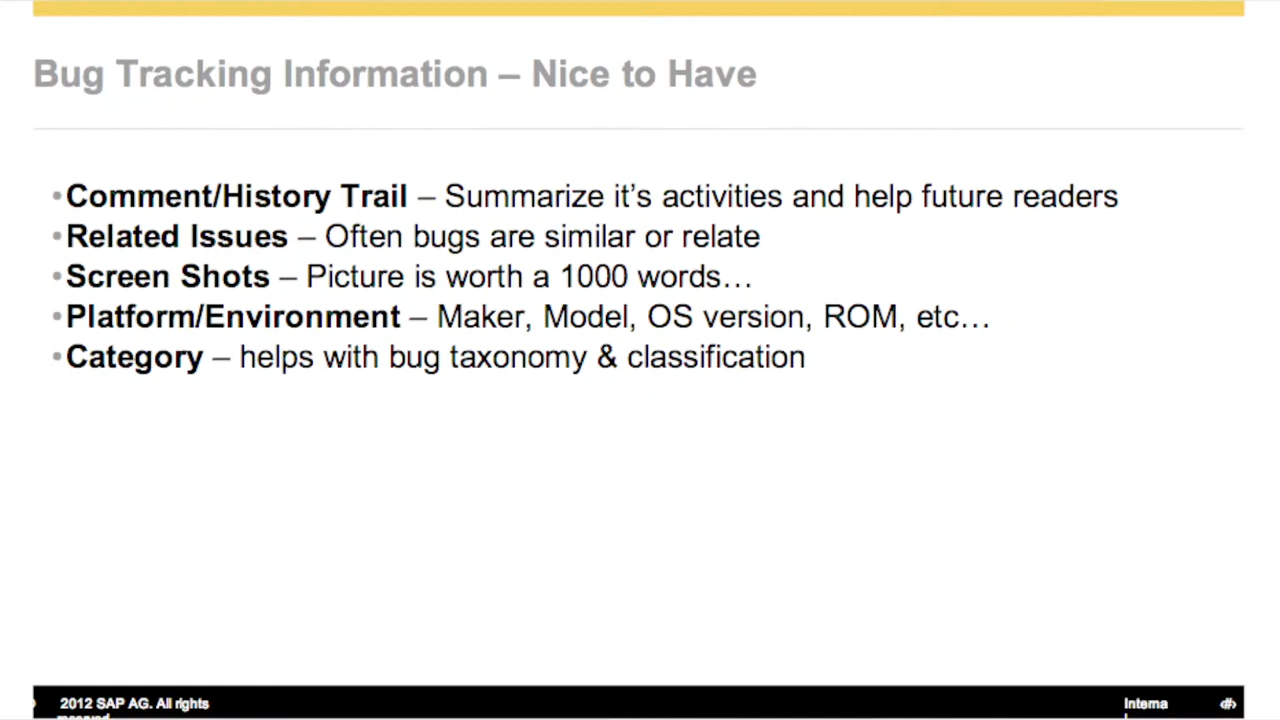 Bug Tracking Information – Nice to Have
•Comment/History Trail – Summarize it’s activities and help future readers
•Related Issues – Often bugs are similar or relate
•Screen Shots – Picture is worth a 1000 words…
•Platform/Environment – Maker, Model, OS version, ROM, etc…
•Category – helps with bug taxonomy & classification
2012 SAP AG. All rights
Interna